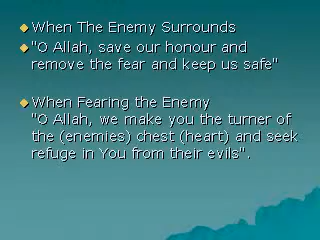 When The Enemy Surrounds
"O Allah, save our honour and
remove the fear and keep us safe"
When Fearing the Enemy
"O Allah, we make you the turner of
the (enemies) chest (heart) and seek
refuge in You from their evils".